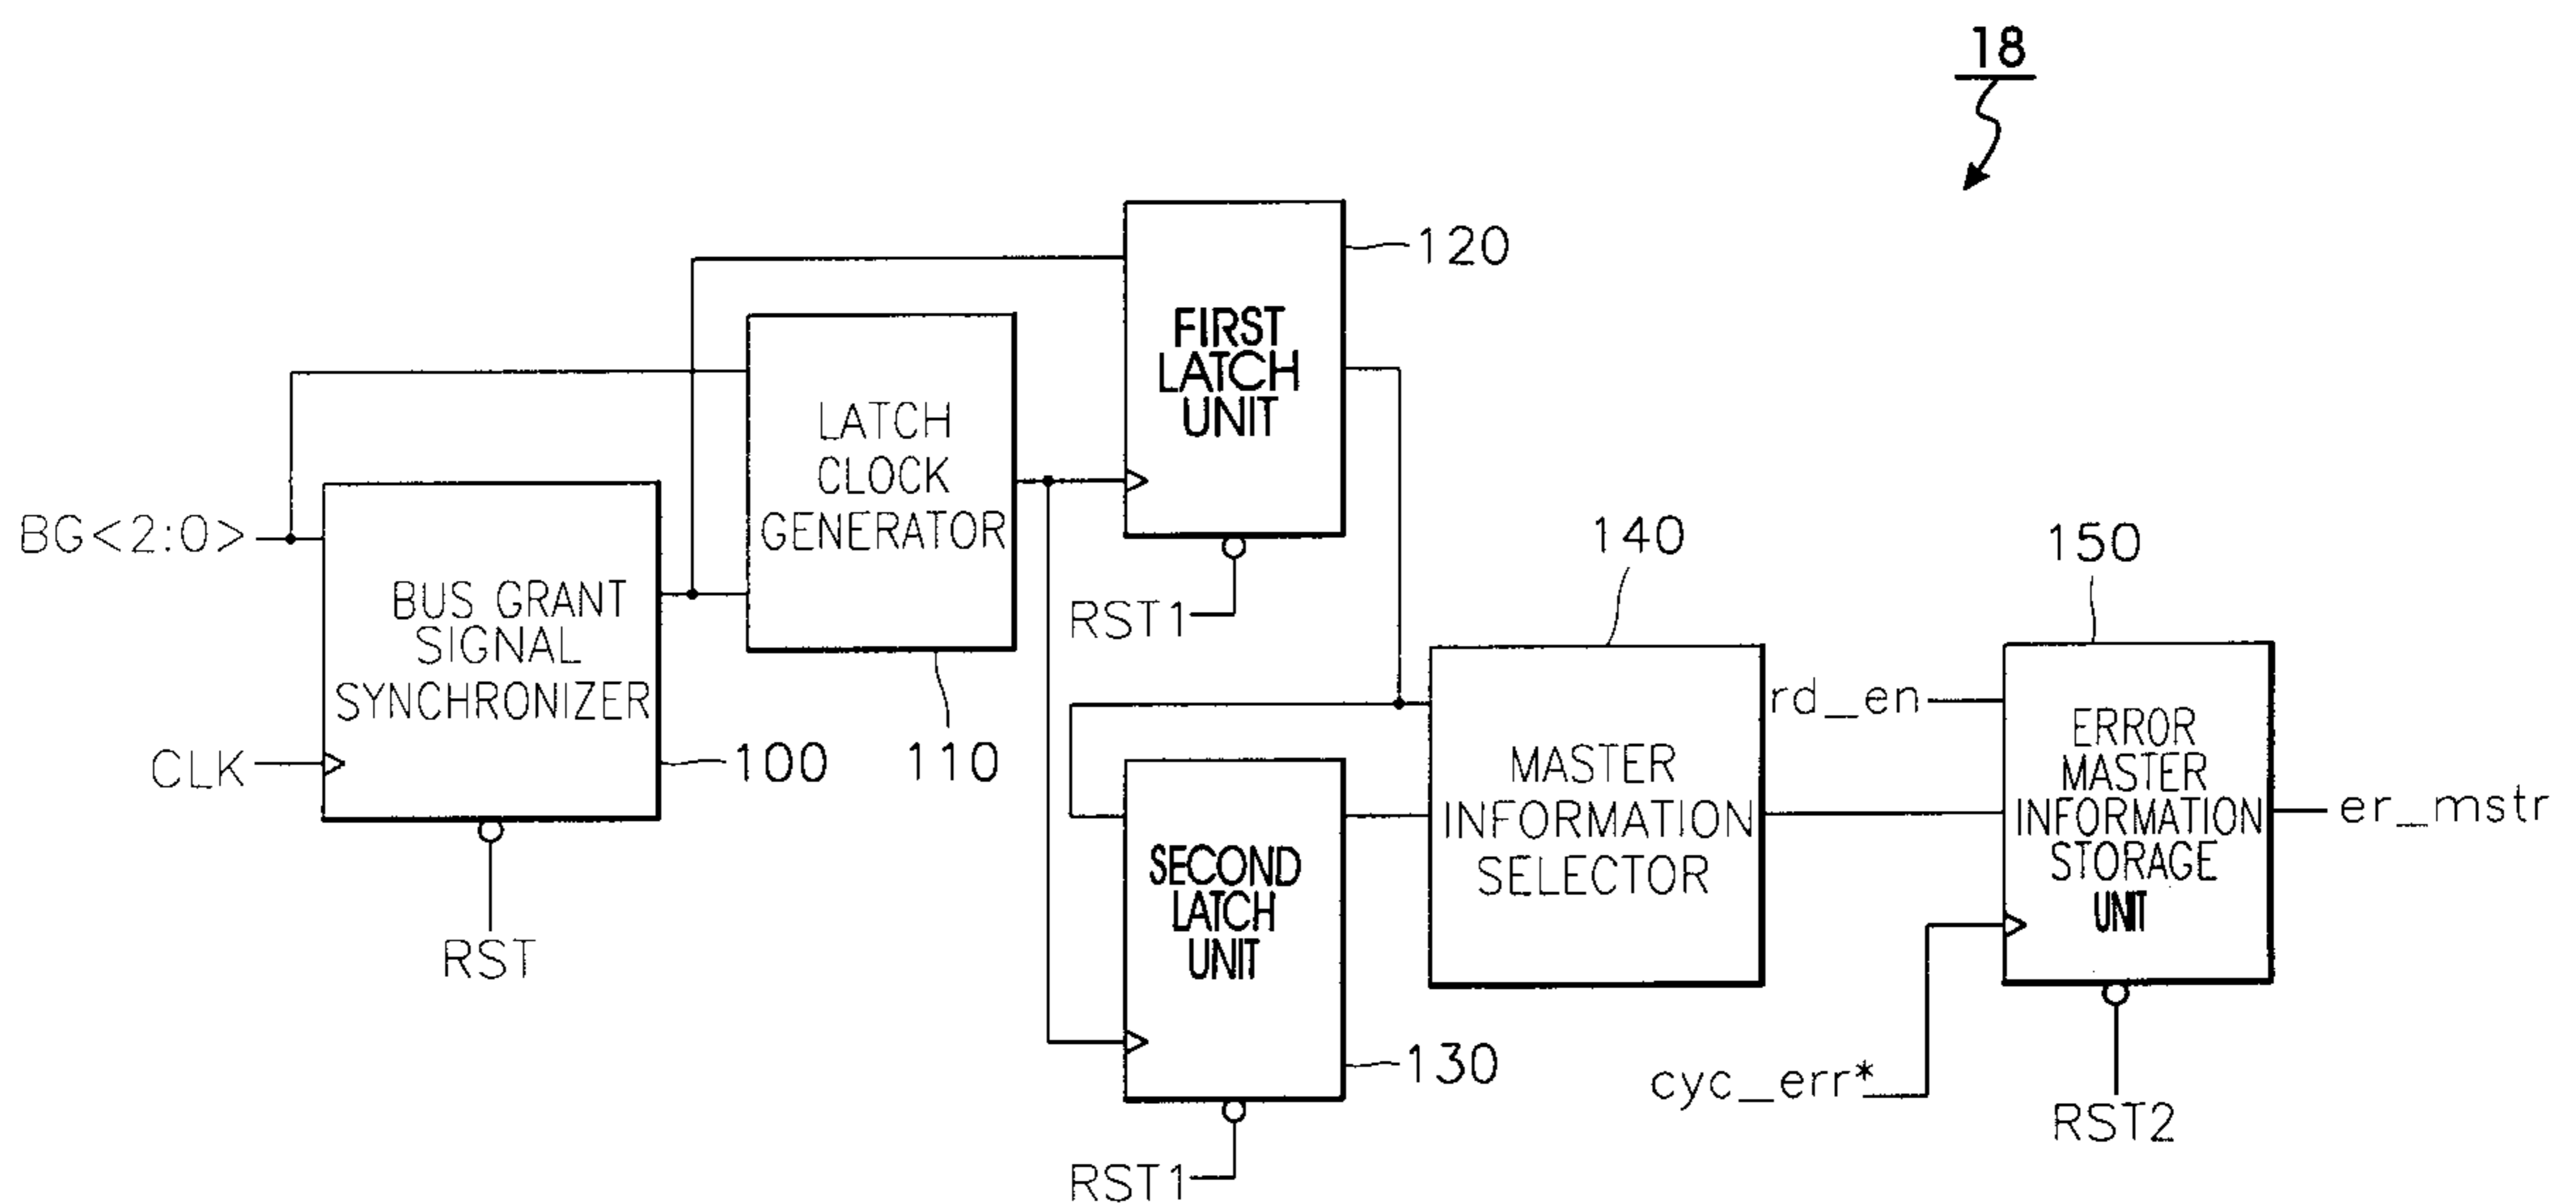 18
120
FIRST
LATCH
UNIT
LATCH
CLOCK
GENERATOR
BG<2:0>
BUS GRANT
SIGNAL
SYNCHRONIZER
CLK
100
110
RST
RST1
140
150
MASTER
INFORMATION
SELECTOR
rd_en
ERROR
MASTER
INFORMATION
STORAGE
UNIT
er_mstr
SECOND
LATCH
UNIT
130
cyc_err*
RST1
RST2